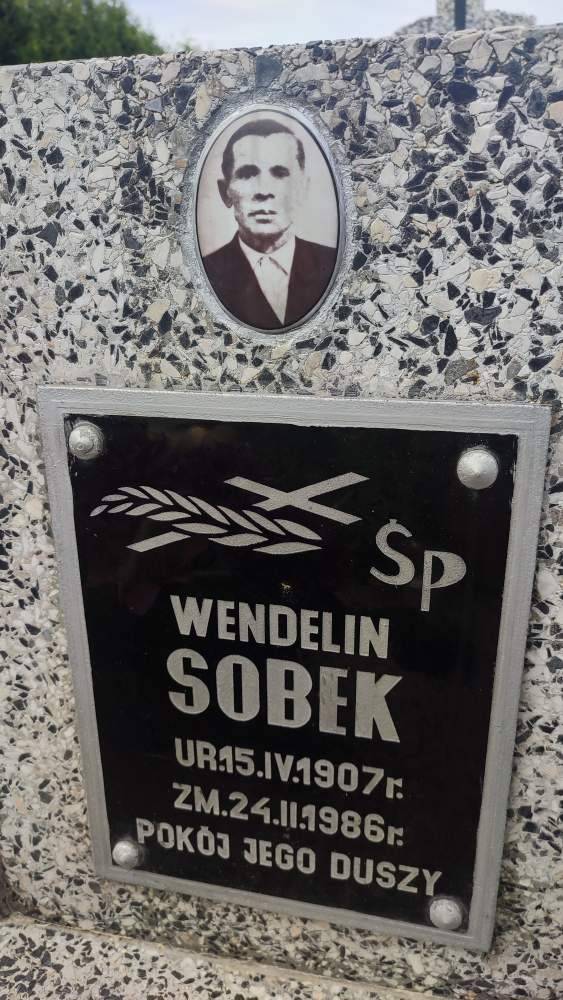 ŚP
WENDELIN
SOBEK
UR.15.IV.1907r.
ZM.24.II.1986r.
POKÓJ JEGO DUSZY